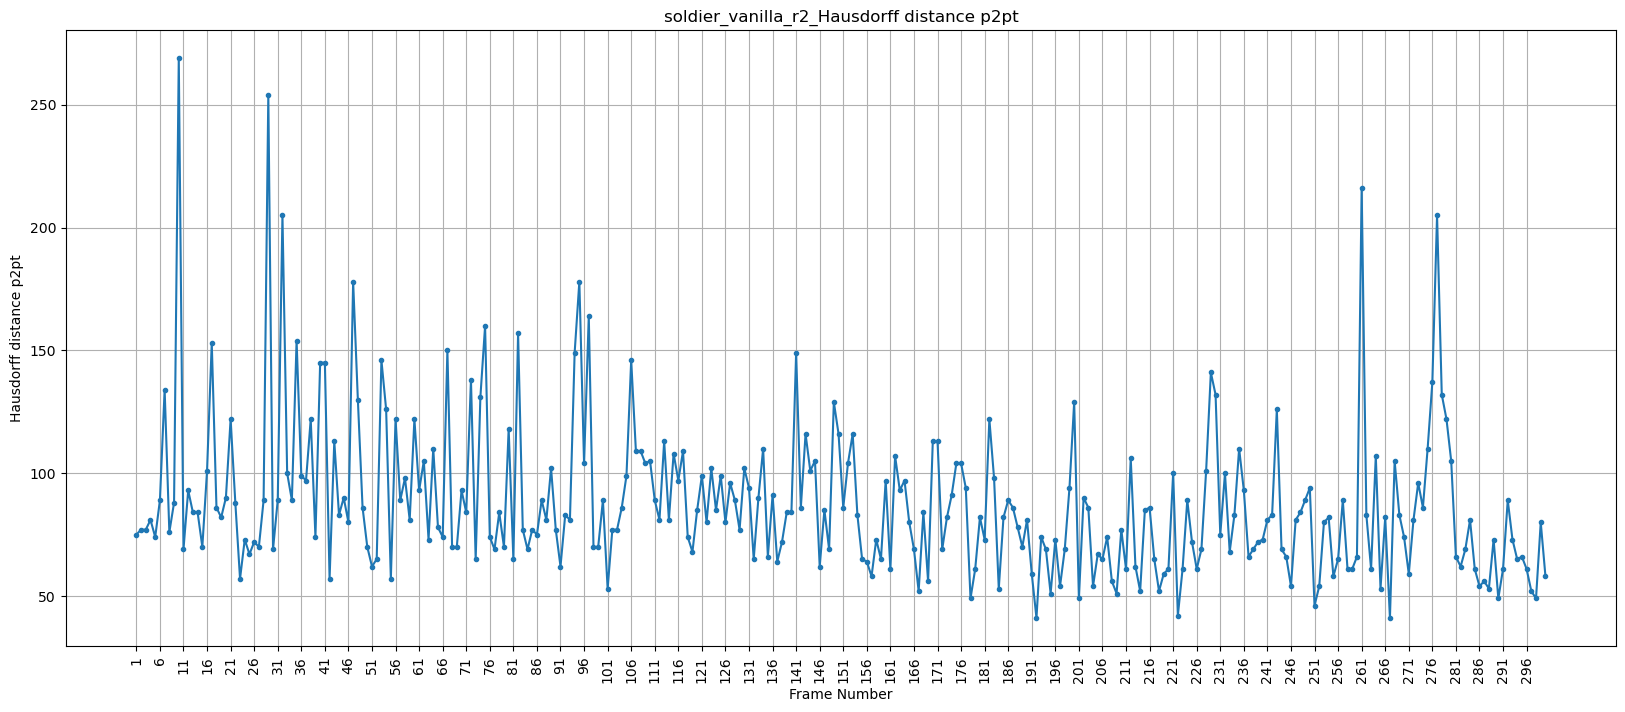 soldier_vanilla_r2_Hausdorff distance p2pt
Hausdorff distance p2pt
250
200
150
100
50
1 6 11 16 21 26 31 36 41 46 51 56 61 66 71 76 81 86 91 96 101 106 111 116 121 126 131 136 141 146 151 156 161 166 171 176 181 186 191 196 201 206 211 216 221 226 231 236 241 246 251 256 261 266 271 276 281 286 291 296
Frame Number